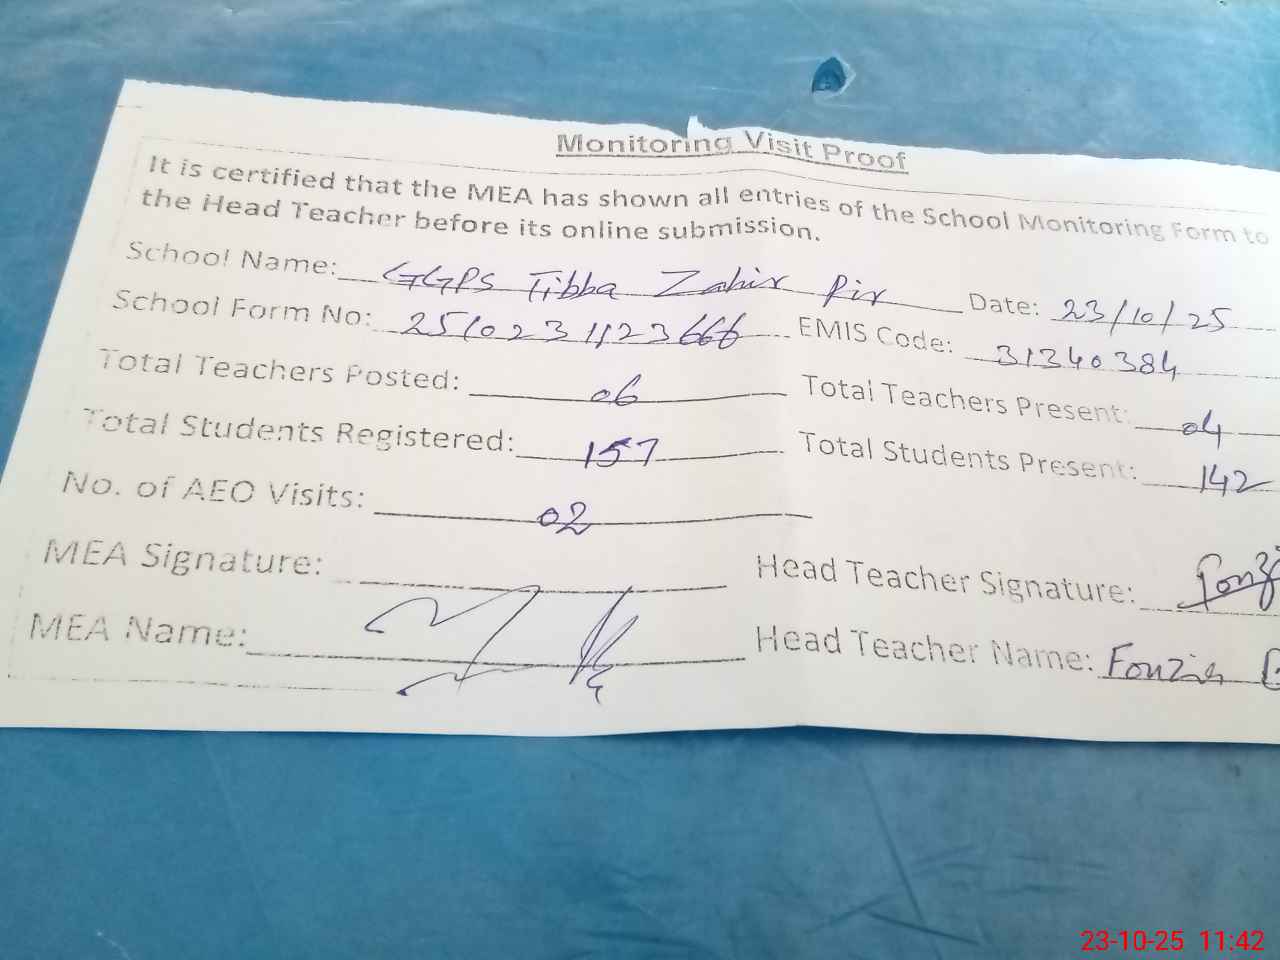 Monitoring Visit Proof
It is certified that the MEA has shown all entries of the School Monitoring Form to
the Head Teacher before its online submission.
School Name: GGPS Tibba Zahir Pir Date: 23/10/25
School Form No: 251023 1123666 EMIS Code: 31340384
Total Teachers Posted: 06 Total Teachers Present: 04
Total Students Registered: 157 Total Students Present: 142
No. of AEO Visits: 02
MEA Signature: Head Teacher Signature:
MEA Name: Head Teacher Name: Fouzia
23-10-25 11:42